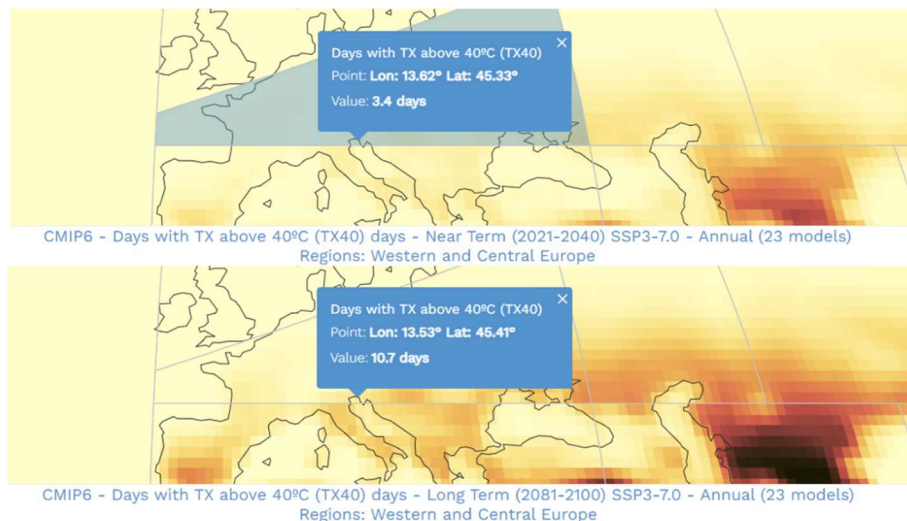 Days with TX above 40ºC (TX40)
Point: Lon: 13.62° Lat: 45.33°
Value: 3.4 days
CMIP6 - Days with TX above 40ºC (TX40) days - Near Term (2021-2040) SSP3-7.0 - Annual (23 models)
Regions: Western and Central Europe
Days with TX above 40ºC (TX40)
Point: Lon: 13.53° Lat: 45.41°
Value: 10.7 days
CMIP6 - Days with TX above 40ºC (TX40) days - Long Term (2081-2100) SSP3-7.0 - Annual (23 models)
Regions: Western and Central Europe